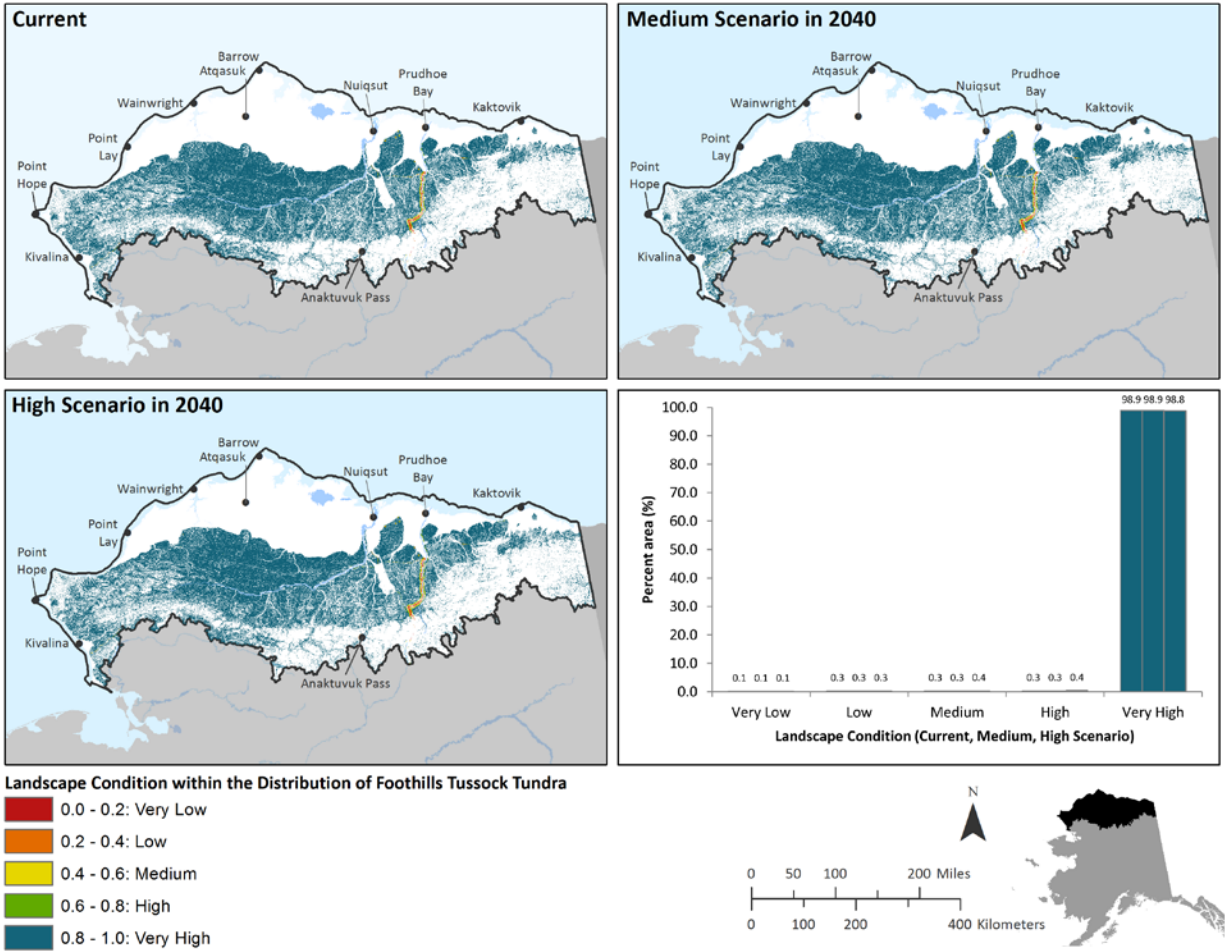 Current
Barrow
Atqasuk
Wainwright
Point
Lay
Point
Hope
Kivalina
Nuiqsut
Prudhoe
Bay
Kaktovik
Anaktuvuk Pass
Medium Scenario in 2040
Barrow
Atqasuk
Wainwright
Point
Lay
Point
Hope
Kivalina
Nuiqsut
Prudhoe
Bay
Kaktovik
Anaktuvuk Pass
High Scenario in 2040
Barrow
Atqasuk
Wainwright
Point
Lay
Point
Hope
Kivalina
Nuiqsut
Prudhoe
Bay
Kaktovik
Anaktuvuk Pass
Percent area (%)
100.0
90.0
80.0
70.0
60.0
50.0
40.0
30.0
20.0
10.0
0.0
0.1 0.1 0.1
0.3 0.3 0.3
0.3 0.3 0.4
0.3 0.3 0.4
98.9 98.9 98.8
Very Low Low Medium High Very High
Landscape Condition (Current, Medium, High Scenario)
Landscape Condition within the Distribution of Foothills Tussock Tundra
0.0 - 0.2: Very Low
0.2 - 0.4: Low
0.4 - 0.6: Medium
0.6 - 0.8: High
0.8 - 1.0: Very High
N
0 50 100 200 Miles
0 100 200 400 Kilometers